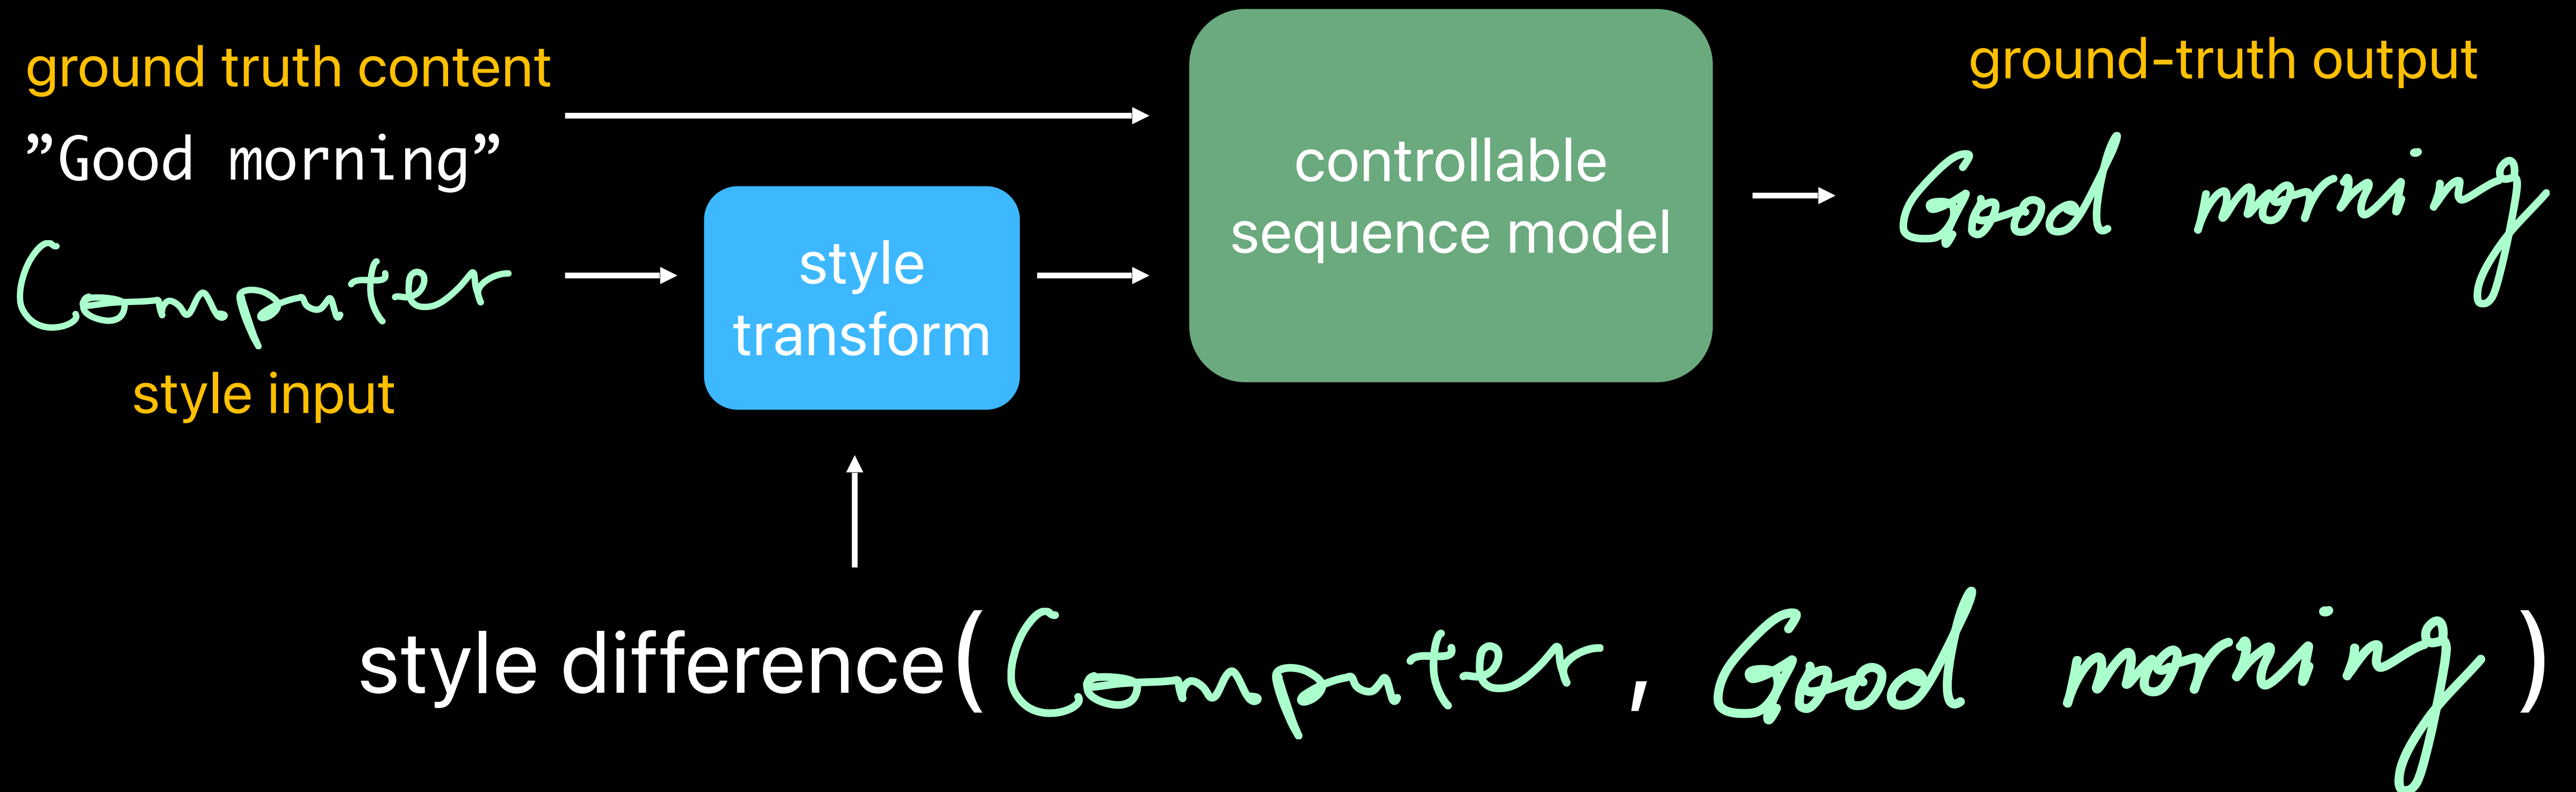 ground truth content
”Good morning”
Computer
style input
style
transform
controllable
sequence model
ground-truth output
Good morning
style difference(Computer, Good morning)